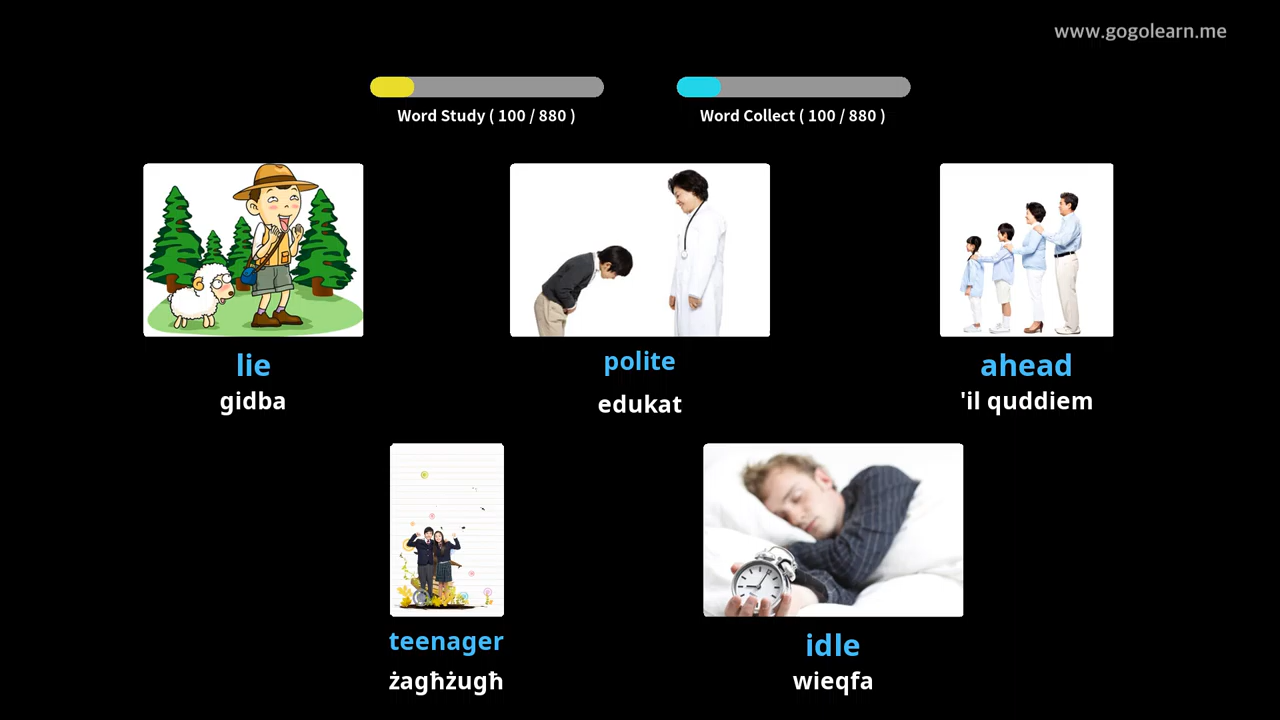 www.gogolearn.me
Word Study ( 100 / 880 )
Word Collect ( 100 / 880 )
lie
gidba
polite
edukat
ahead
'il quddiem
teenager
żagħżugħ
idle
wieqfa